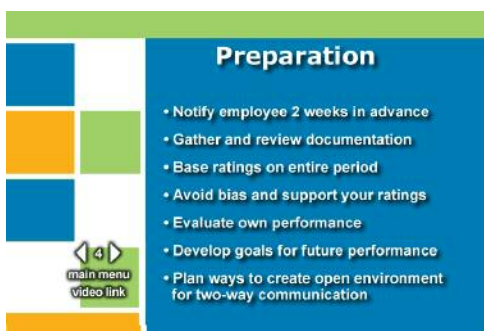 Preparation
• Notify employee 2 weeks in advance
• Gather and review documentation
• Base ratings on entire period
• Avoid bias and support your ratings
• Evaluate own performance
• Develop goals for future performance
• Plan ways to create open environment
for two-way communication
4
main menu
video link